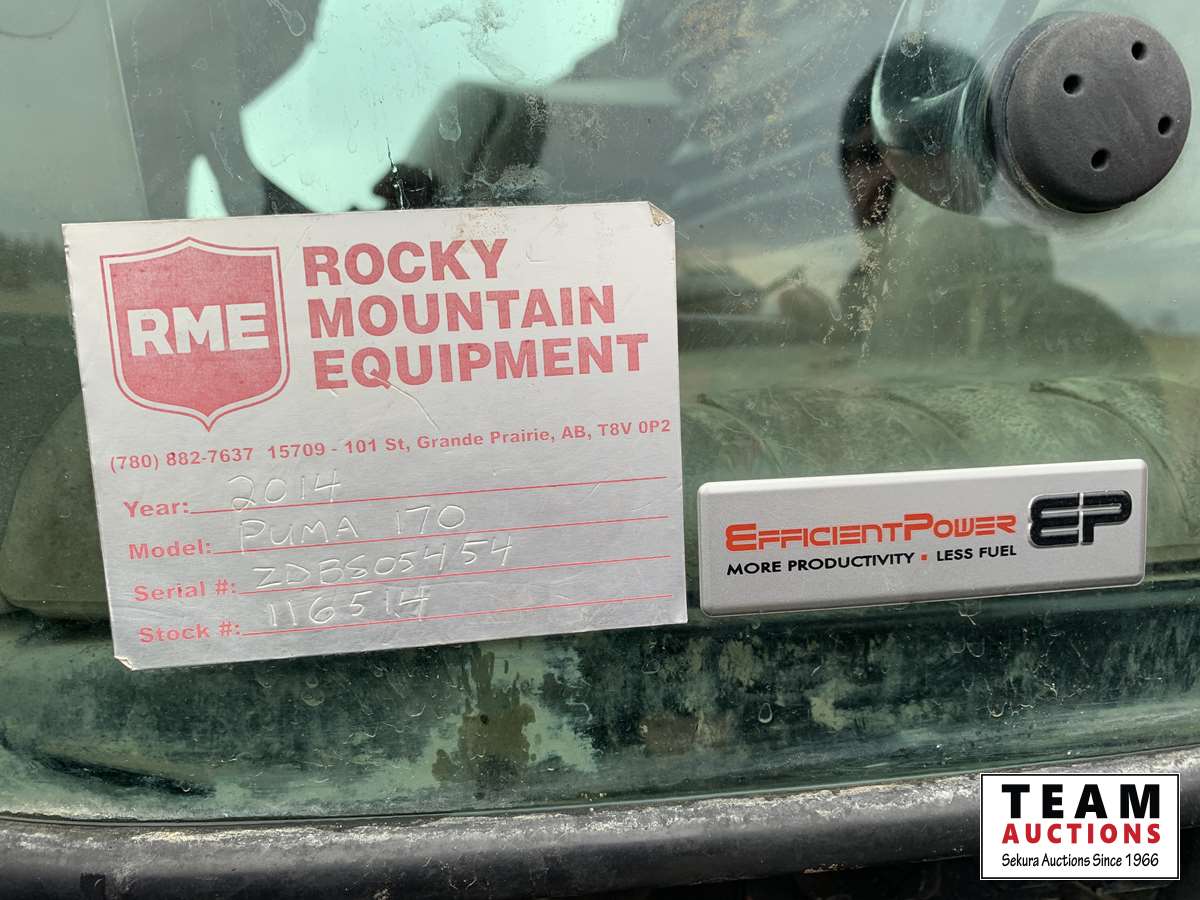 RME
ROCKY
MOUNTAIN
EQUIPMENT
(780) 882-7637 15709 - 101 St, Grande Prairie, AB, T8V 0P2
Year: 2014
Model: PUMA 170
Serial #: ZDBS05454
Stock #: 116514
EFFICIENTPOWER EP
MORE PRODUCTIVITY ▪ LESS FUEL
TEAM
AUCTIONS
Sekura Auctions Since 1966